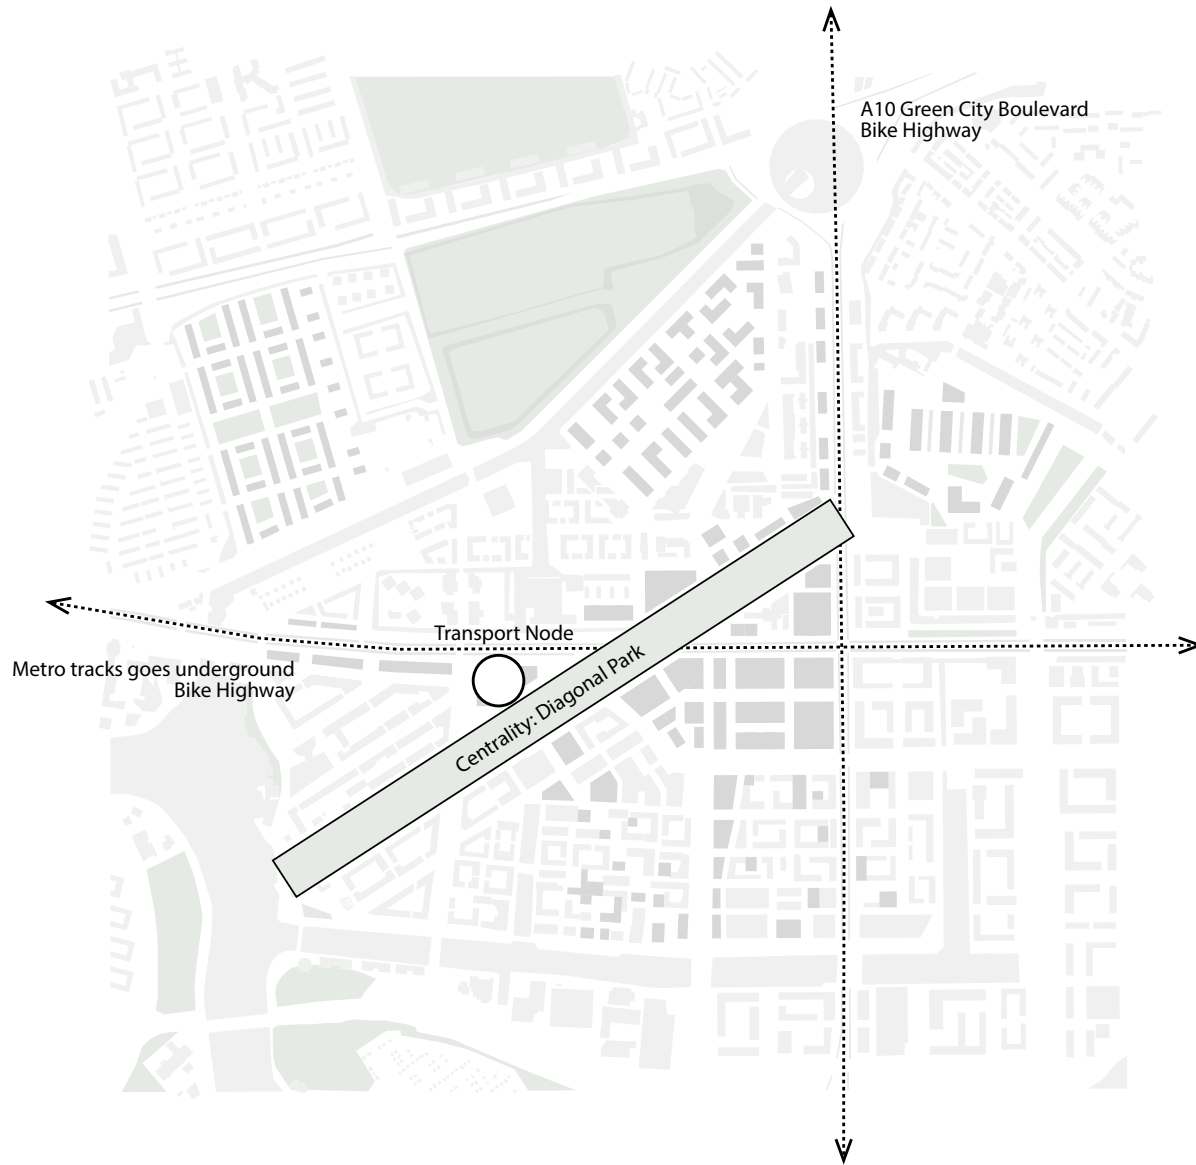 A10 Green City Boulevard
Bike Highway
Transport Node
Metro tracks goes underground
Bike Highway
Centrality: Diagonal Park